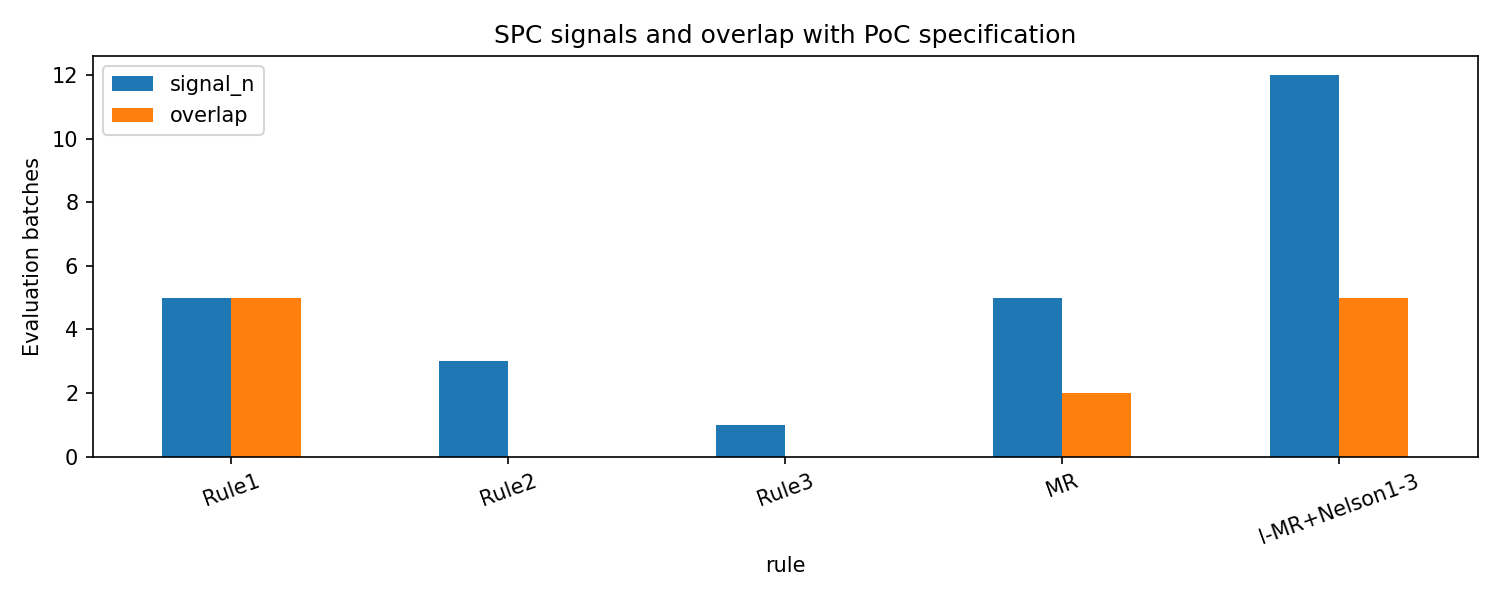 SPC signals and overlap with PoC specification
signal_n
overlap
Evaluation batches
12
10
8
6
4
2
0
Rule1
Rule2
Rule3
MR
I-MR+Nelson1-3
rule